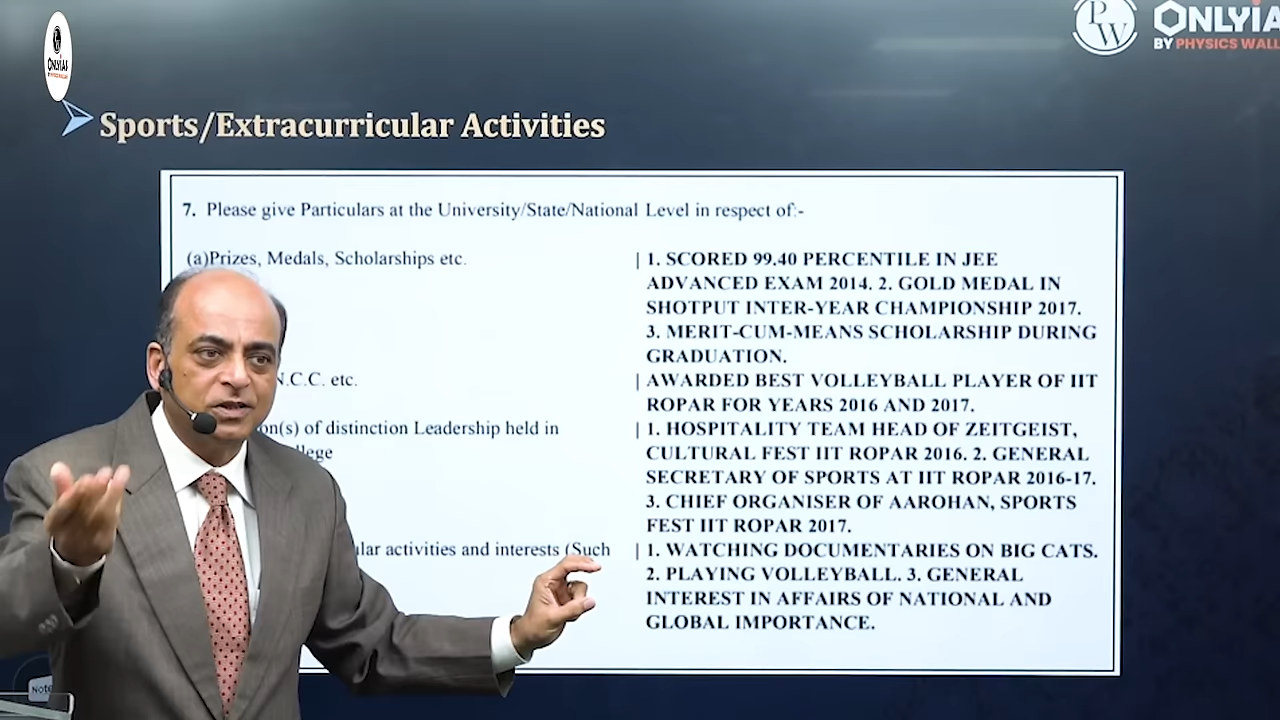 PW
ONLYIA
BY PHYSICS WALL
ONLYIAS
Sports/Extracurricular Activities
7. Please give Particulars at the University/State/National Level in respect of:-
(a)Prizes, Medals, Scholarships etc.
| 1. SCORED 99.40 PERCENTILE IN JEE
ADVANCED EXAM 2014. 2. GOLD MEDAL IN
SHOTPUT INTER-YEAR CHAMPIONSHIP 2017.
3. MERIT-CUM-MEANS SCHOLARSHIP DURING
GRADUATION.
N.C.C. etc.
| AWARDED BEST VOLLEYBALL PLAYER OF IIT
ROPAR FOR YEARS 2016 AND 2017.
on(s) of distinction Leadership held in
llege
| 1. HOSPITALITY TEAM HEAD OF ZEITGEIST,
CULTURAL FEST IIT ROPAR 2016. 2. GENERAL
SECRETARY OF SPORTS AT IIT ROPAR 2016-17.
3. CHIEF ORGANISER OF AAROHAN, SPORTS
FEST IIT ROPAR 2017.
lar activities and interests (Such
| 1. WATCHING DOCUMENTARIES ON BIG CATS.
2. PLAYING VOLLEYBALL. 3. GENERAL
INTEREST IN AFFAIRS OF NATIONAL AND
GLOBAL IMPORTANCE.
Note